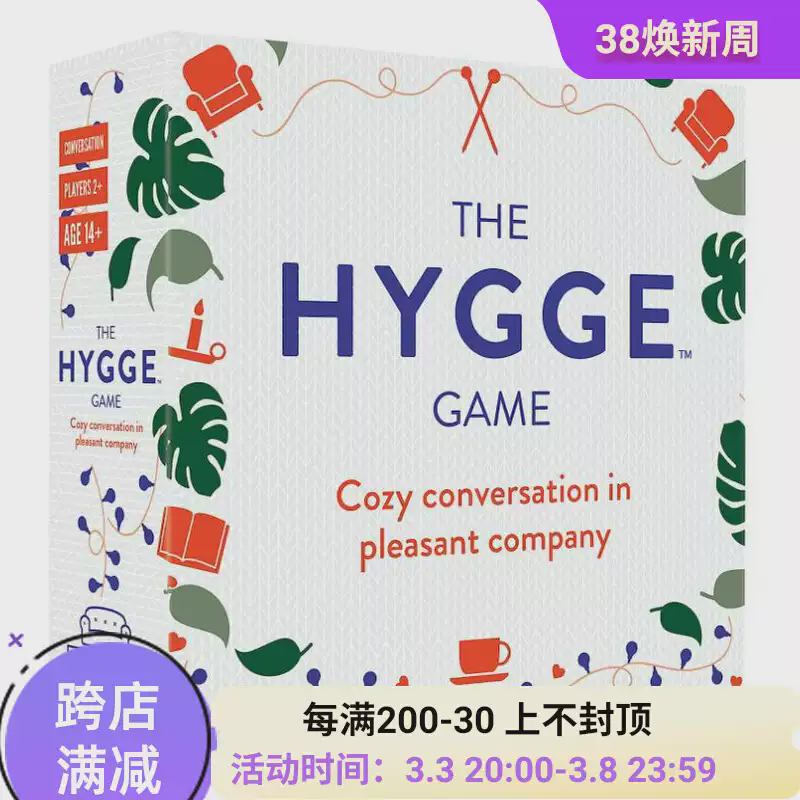 38焕新周
CONVERSATION
PLAYERS 2+
AGE 14+
THE
HYGGE™
GAME
Cozy conversation in
pleasant company
THE
HYGGE™
GAME
Cozy conversation in
pleasant company
跨店
满减
每满200-30 上不封顶
活动时间：3.3 20:00-3.8 23:59